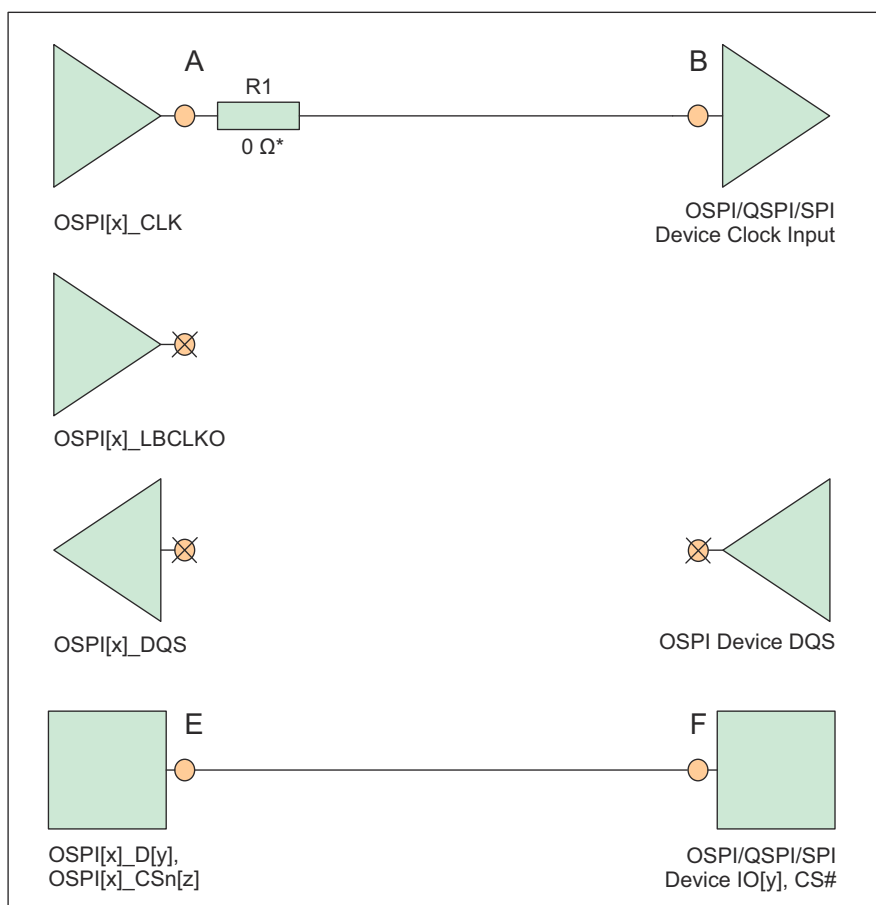 A
B
R1
0 Ω*
OSPI[x]_CLK
OSPI/QSPI/SPI
Device Clock Input
OSPI[x]_LBCLKO
OSPI[x]_DQS
OSPI Device DQS
E
F
OSPI[x]_D[y],
OSPI[x]_CSn[z]
OSPI/QSPI/SPI
Device IO[y], CS#